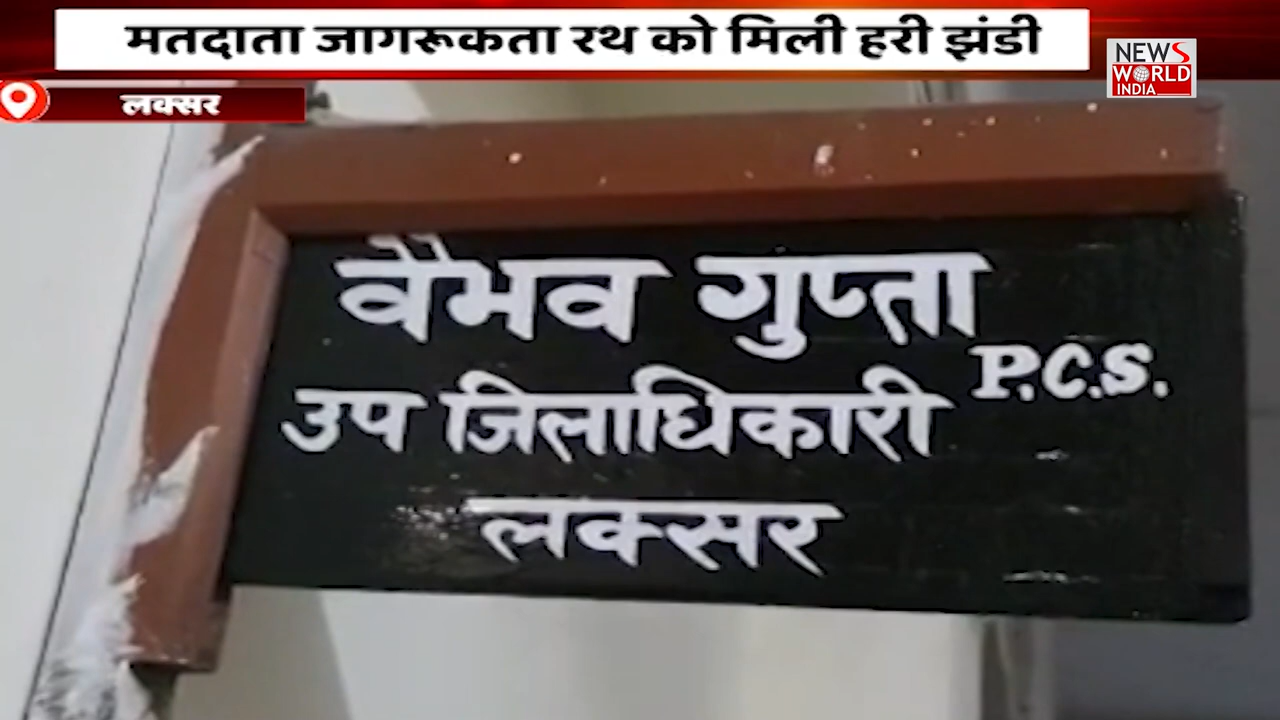 मतदाता जागरूकता रथ को मिली हरी झंडी
NEWS
WORLD
INDIA
लक्सर
वैभव गुप्ता
P.C.S.
उप जिलाधिकारी
लक्सर